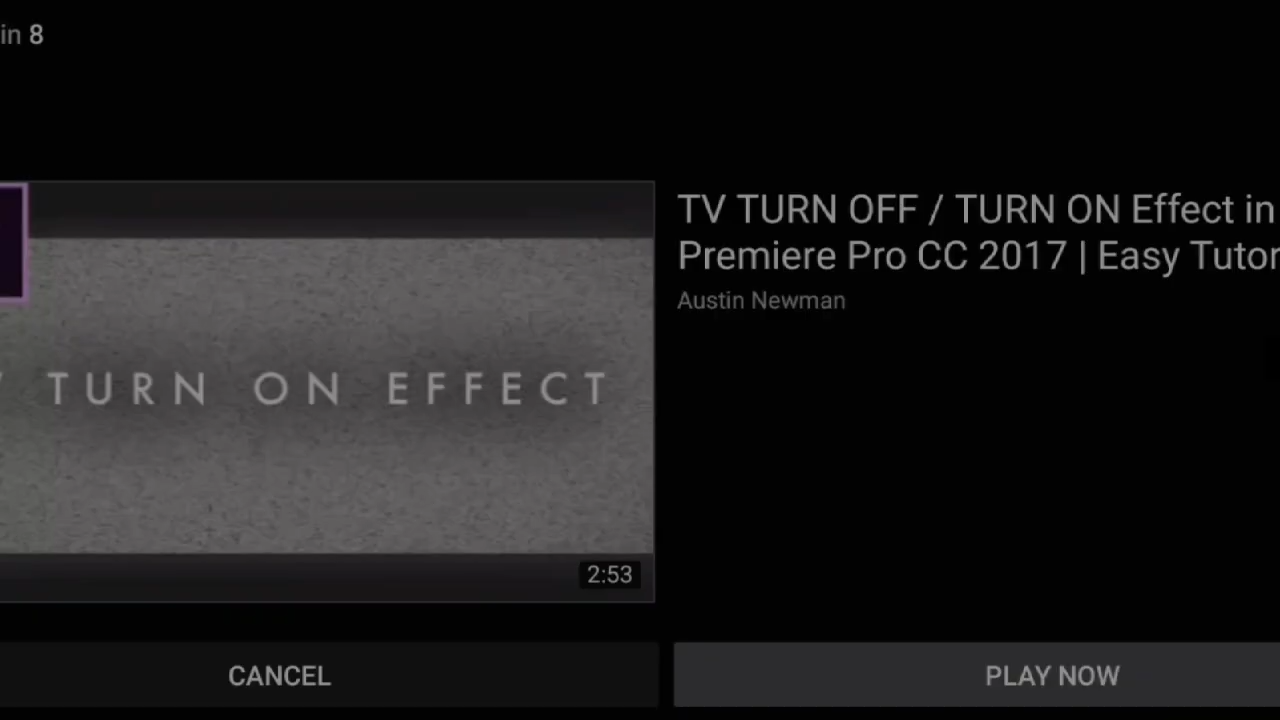 in 8
TV TURN OFF / TURN ON Effect in
Premiere Pro CC 2017 | Easy Tutor
Austin Newman
TURN ON EFFECT
2:53
CANCEL
PLAY NOW